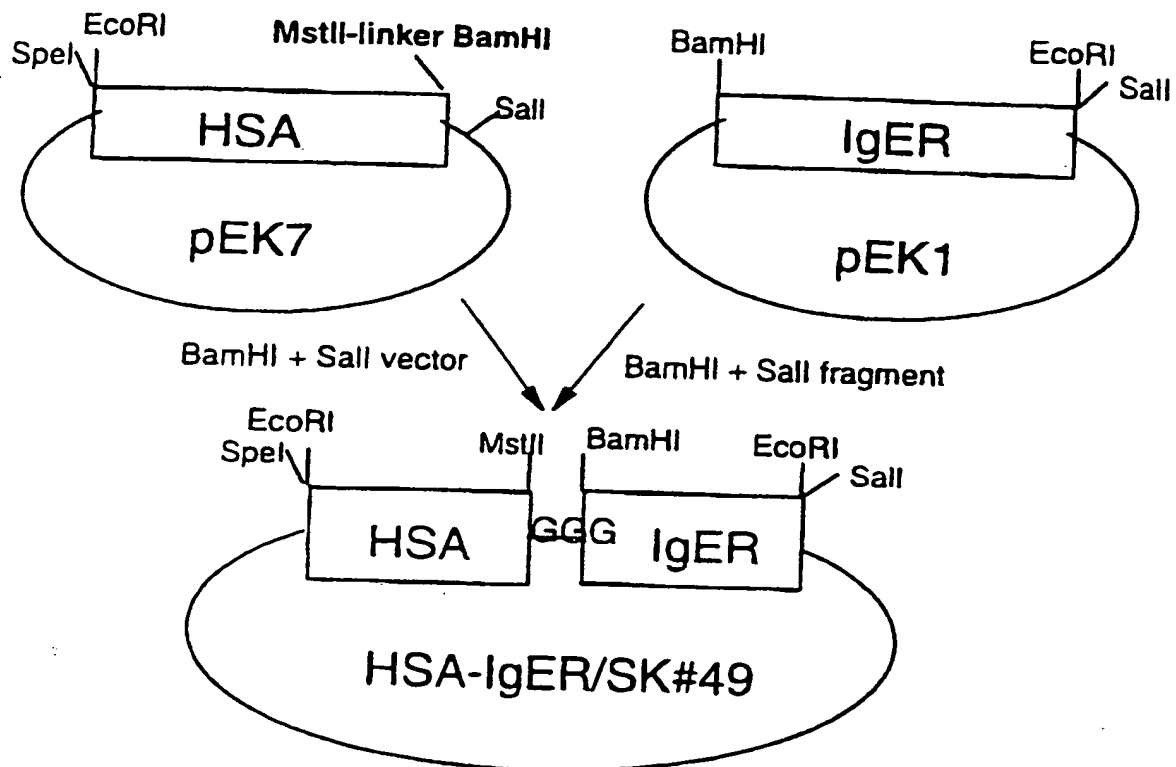 EcoRI
SpeI
MstII-linker BamHI
SalI
HSA
pEK7
BamHI
EcoRI
SalI
IgER
pEK1
BamHI + SalI vector
BamHI + SalI fragment
EcoRI
SpeI
MstII
BamHI
EcoRI
SalI
HSA
GGG
IgER
HSA-IgER/SK#49